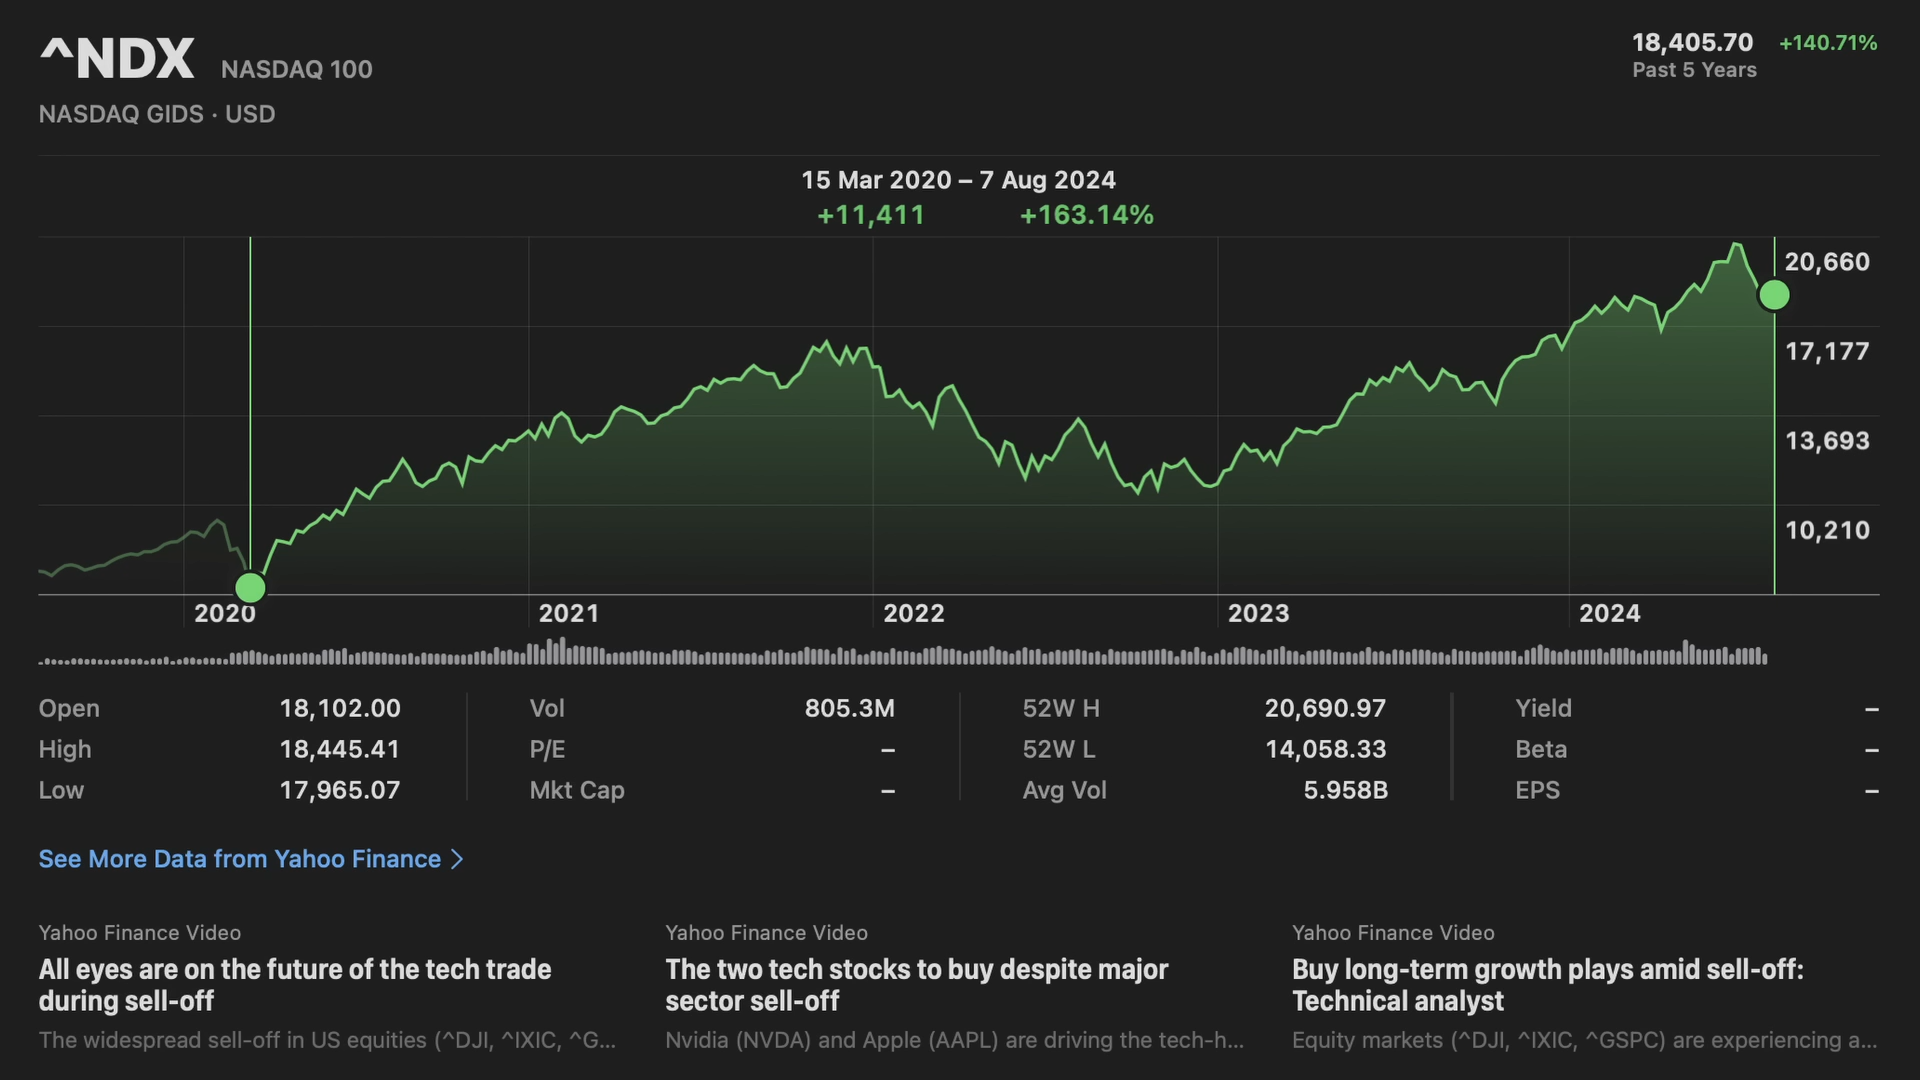 ^NDX NASDAQ 100
18,405.70 +140.71%
Past 5 Years
NASDAQ GIDS · USD
15 Mar 2020 – 7 Aug 2024
+11,411 +163.14%
20,660
17,177
13,693
10,210
2020 2021 2022 2023 2024
Open 18,102.00 Vol 805.3M 52W H 20,690.97 Yield –
High 18,445.41 P/E – 52W L 14,058.33 Beta –
Low 17,965.07 Mkt Cap – Avg Vol 5.958B EPS –
See More Data from Yahoo Finance >
Yahoo Finance Video
All eyes are on the future of the tech trade
during sell-off
The widespread sell-off in US equities (^DJI, ^IXIC, ^G...
Yahoo Finance Video
The two tech stocks to buy despite major
sector sell-off
Nvidia (NVDA) and Apple (AAPL) are driving the tech-h...
Yahoo Finance Video
Buy long-term growth plays amid sell-off:
Technical analyst
Equity markets (^DJI, ^IXIC, ^GSPC) are experiencing a...